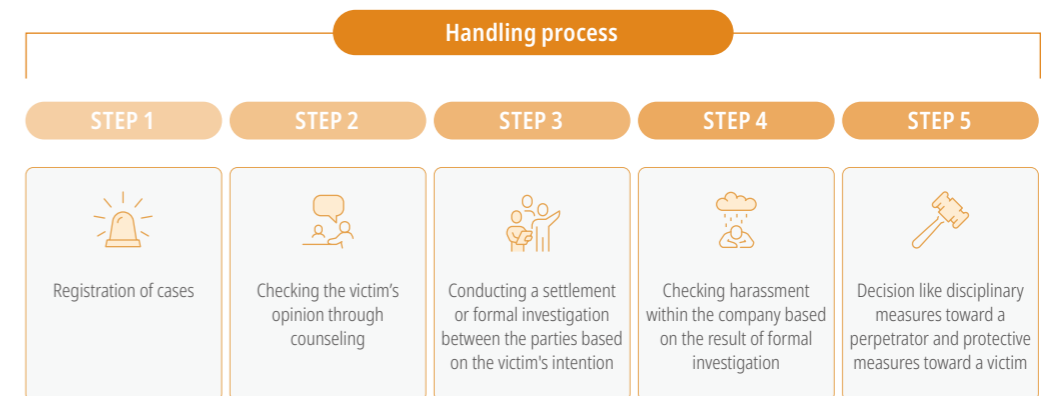 Handling process
STEP 1
STEP 2
STEP 3
STEP 4
STEP 5
Registration of cases
Checking the victim’s
opinion through
counseling
Conducting a settlement
or formal investigation
between the parties based
on the victim's intention
Checking harassment
within the company based
on the result of formal
investigation
Decision like disciplinary
measures toward a
perpetrator and protective
measures toward a victim